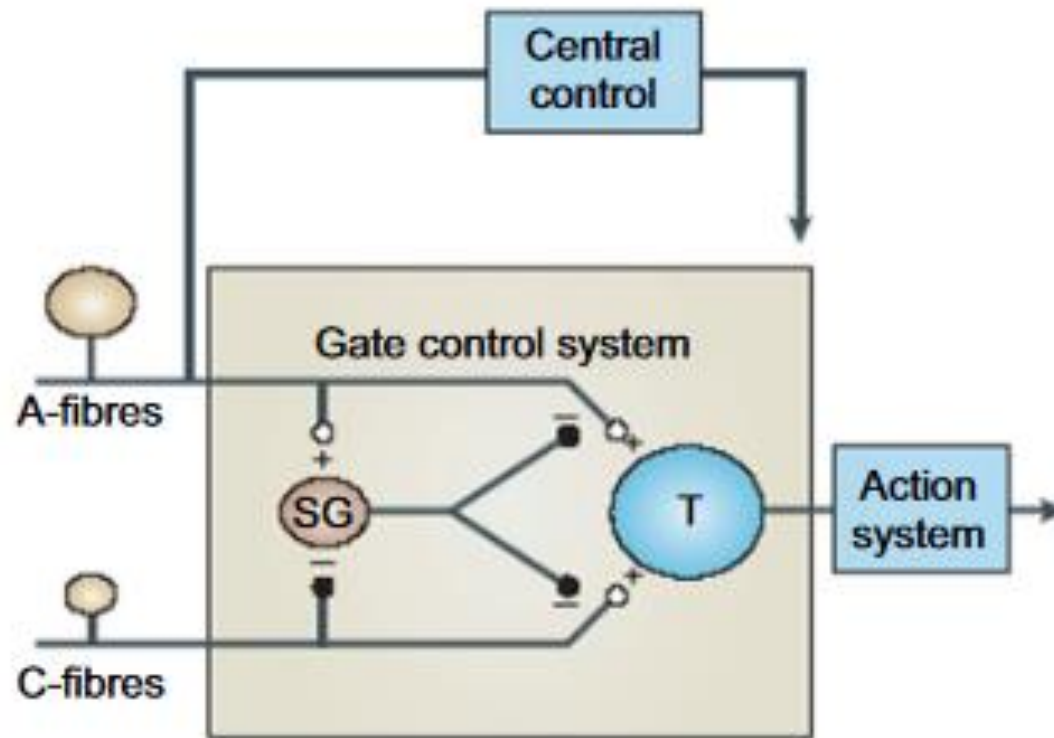 Central
control
Gate control system
A-fibres
+
SG
−
−
+
T
+
−
Action
system
C-fibres